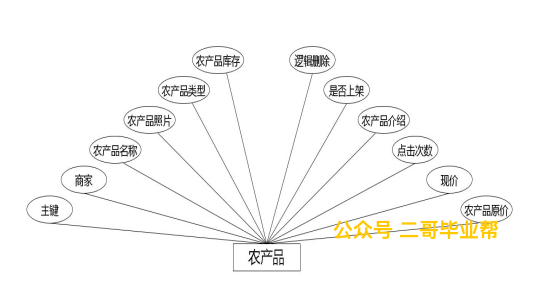 农产品库存
逻辑删除
农产品类型
是否上架
农产品照片
农产品介绍
农产品名称
点击次数
商家
现价
主键
农产品原价
公众号 二哥毕业帮
农产品